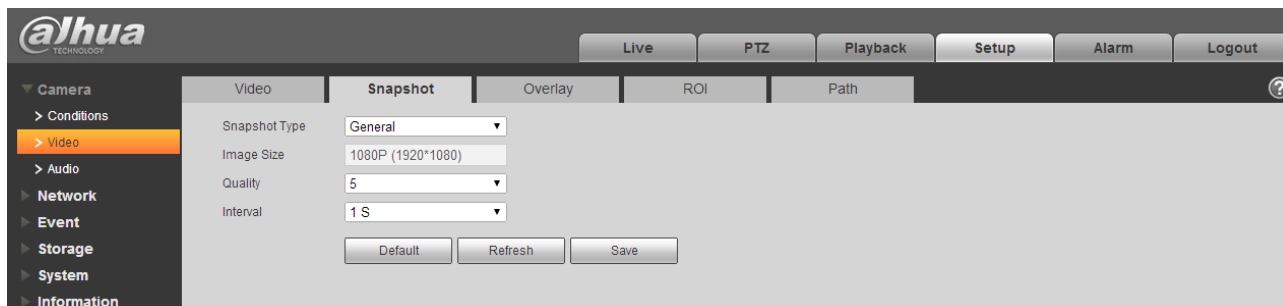 alhua
TECHNOLOGY
Live PTZ Playback Setup Alarm Logout
Camera
> Conditions
> Video
> Audio
Network
Event
Storage
System
Information
Video Snapshot Overlay ROI Path ?
Snapshot Type General
Image Size 1080P (1920*1080)
Quality 5
Interval 1 S
Default Refresh Save